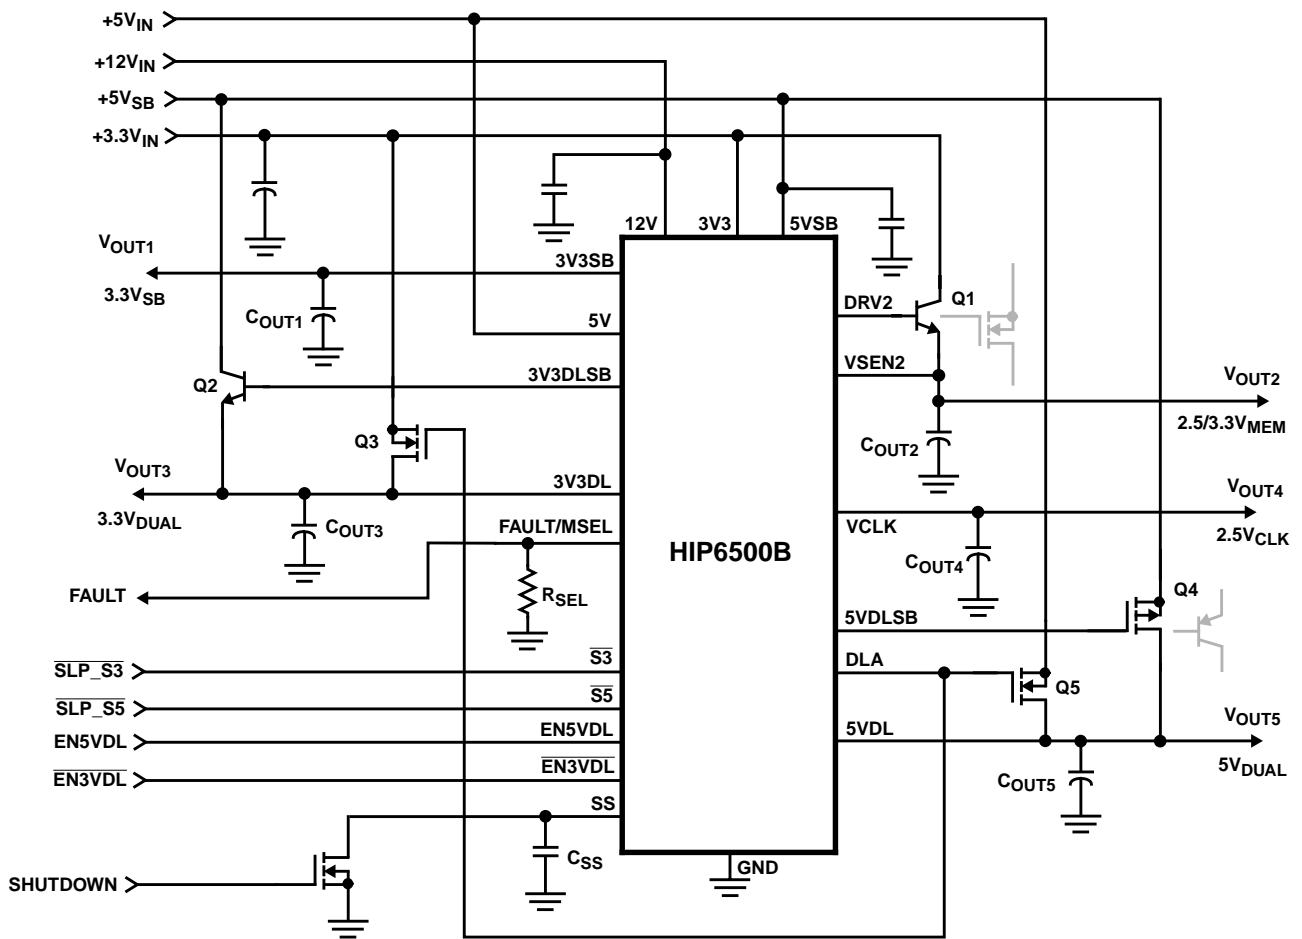 +5VIN
+12VIN
+5VSB
+3.3VIN
12V
3V3
5VSB
VOUT1
3.3VSB
3V3SB
COUT1
5V
DRV2
Q1
VSEN2
Q2
3V3DLSB
VOUT2
2.5/3.3VMEM
Q3
COUT2
VOUT3
3.3VDUAL
3V3DL
COUT3
FAULT/MSEL
HIP6500B
VCLK
VOUT4
2.5VCLK
COUT4
FAULT
RSEL
Q4
5VDLSB
SLP_S3
S3
DLA
Q5
SLP_S5
S5
EN5VDL
EN5VDL
5VDL
VOUT5
5VDUAL
EN3VDL
EN3VDL
COUT5
SS
CSS
GND
SHUTDOWN